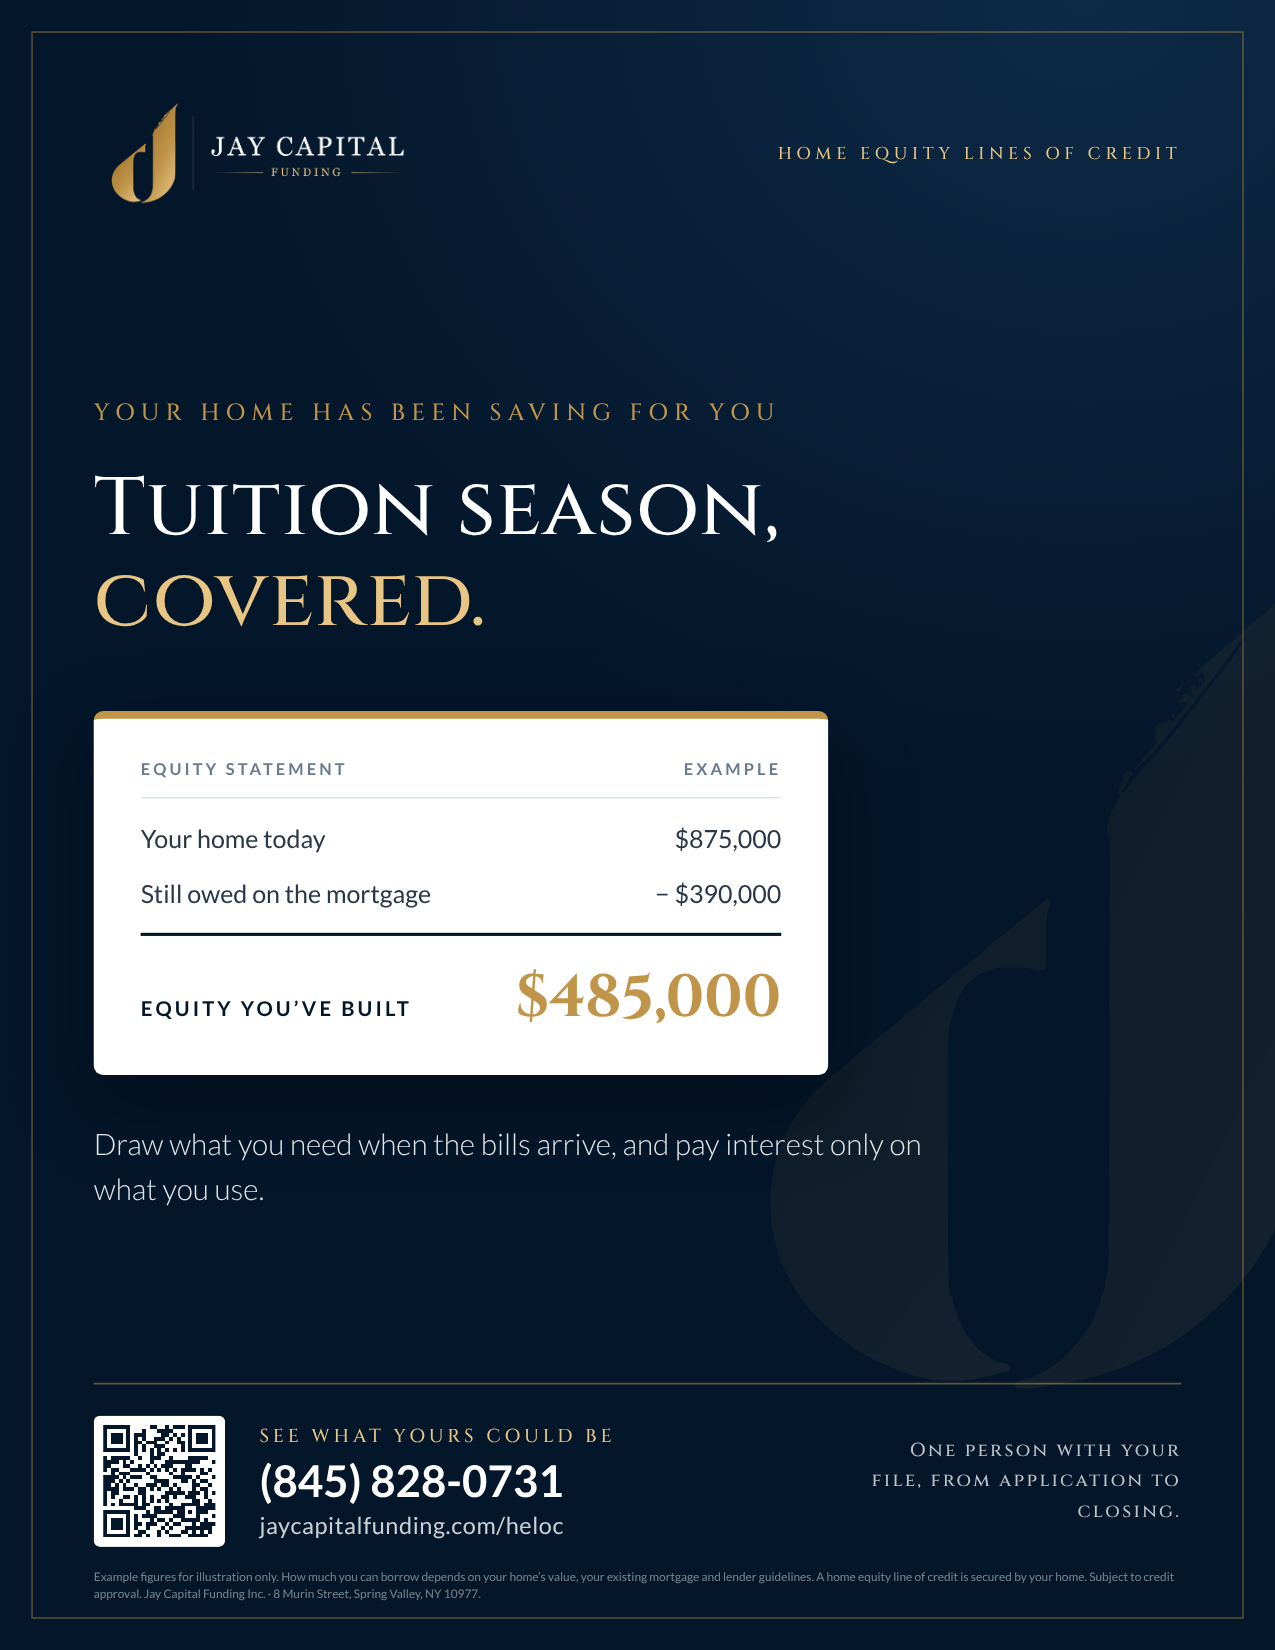 JAY CAPITAL
FUNDING
HOME EQUITY LINES OF CREDIT
YOUR HOME HAS BEEN SAVING FOR YOU
Tuition season,
covered.
EQUITY STATEMENT EXAMPLE
Your home today $875,000
Still owed on the mortgage − $390,000
EQUITY YOU’VE BUILT $485,000
Draw what you need when the bills arrive, and pay interest only on
what you use.
SEE WHAT YOURS COULD BE
(845) 828-0731
jaycapitalfunding.com/heloc
One person with your
file, from application to
closing.
Example figures for illustration only. How much you can borrow depends on your home’s value, your existing mortgage and lender guidelines. A home equity line of credit is secured by your home. Subject to credit
approval. Jay Capital Funding Inc. · 8 Murin Street, Spring Valley, NY 10977.